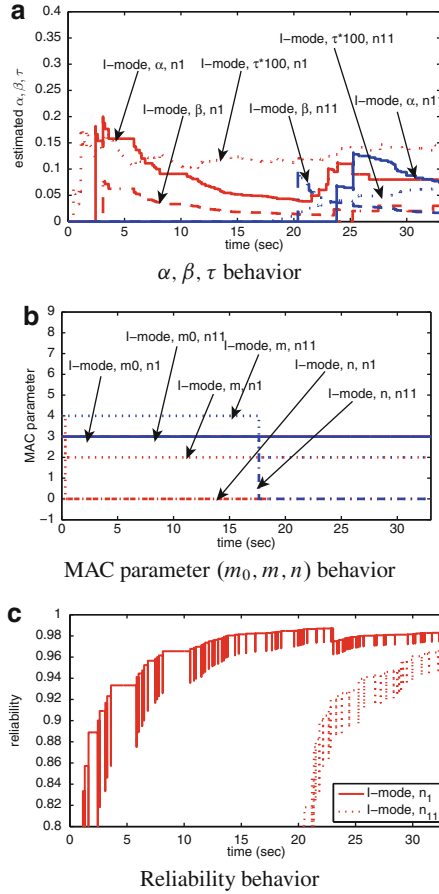 a
0.4
0.35
0.3
0.25
0.2
0.15
0.1
0.05
0
estimated α, β, τ
I−mode, τ*100, n11
I−mode, α, n1
I−mode, τ*100, n1
I−mode, β, n1
I−mode, β, n11
I−mode, α, n11
0 5 10 15 20 25 30
time (sec)
α, β, τ behavior
b
9
8
7
6
5
4
3
2
1
0
−1
MAC parameter
I−mode, m0, n11
I−mode, m, n11
I−mode, m0, n1
I−mode, n, n1
I−mode, m, n1
I−mode, n, n11
0 5 10 15 20 25 30
time (sec)
MAC parameter (m0, m, n) behavior
c
1
0.98
0.96
0.94
0.92
0.9
0.88
0.86
0.84
0.82
0.8
reliability
I−mode, n1
I−mode, n11
0 5 10 15 20 25 30
time (sec)
Reliability behavior